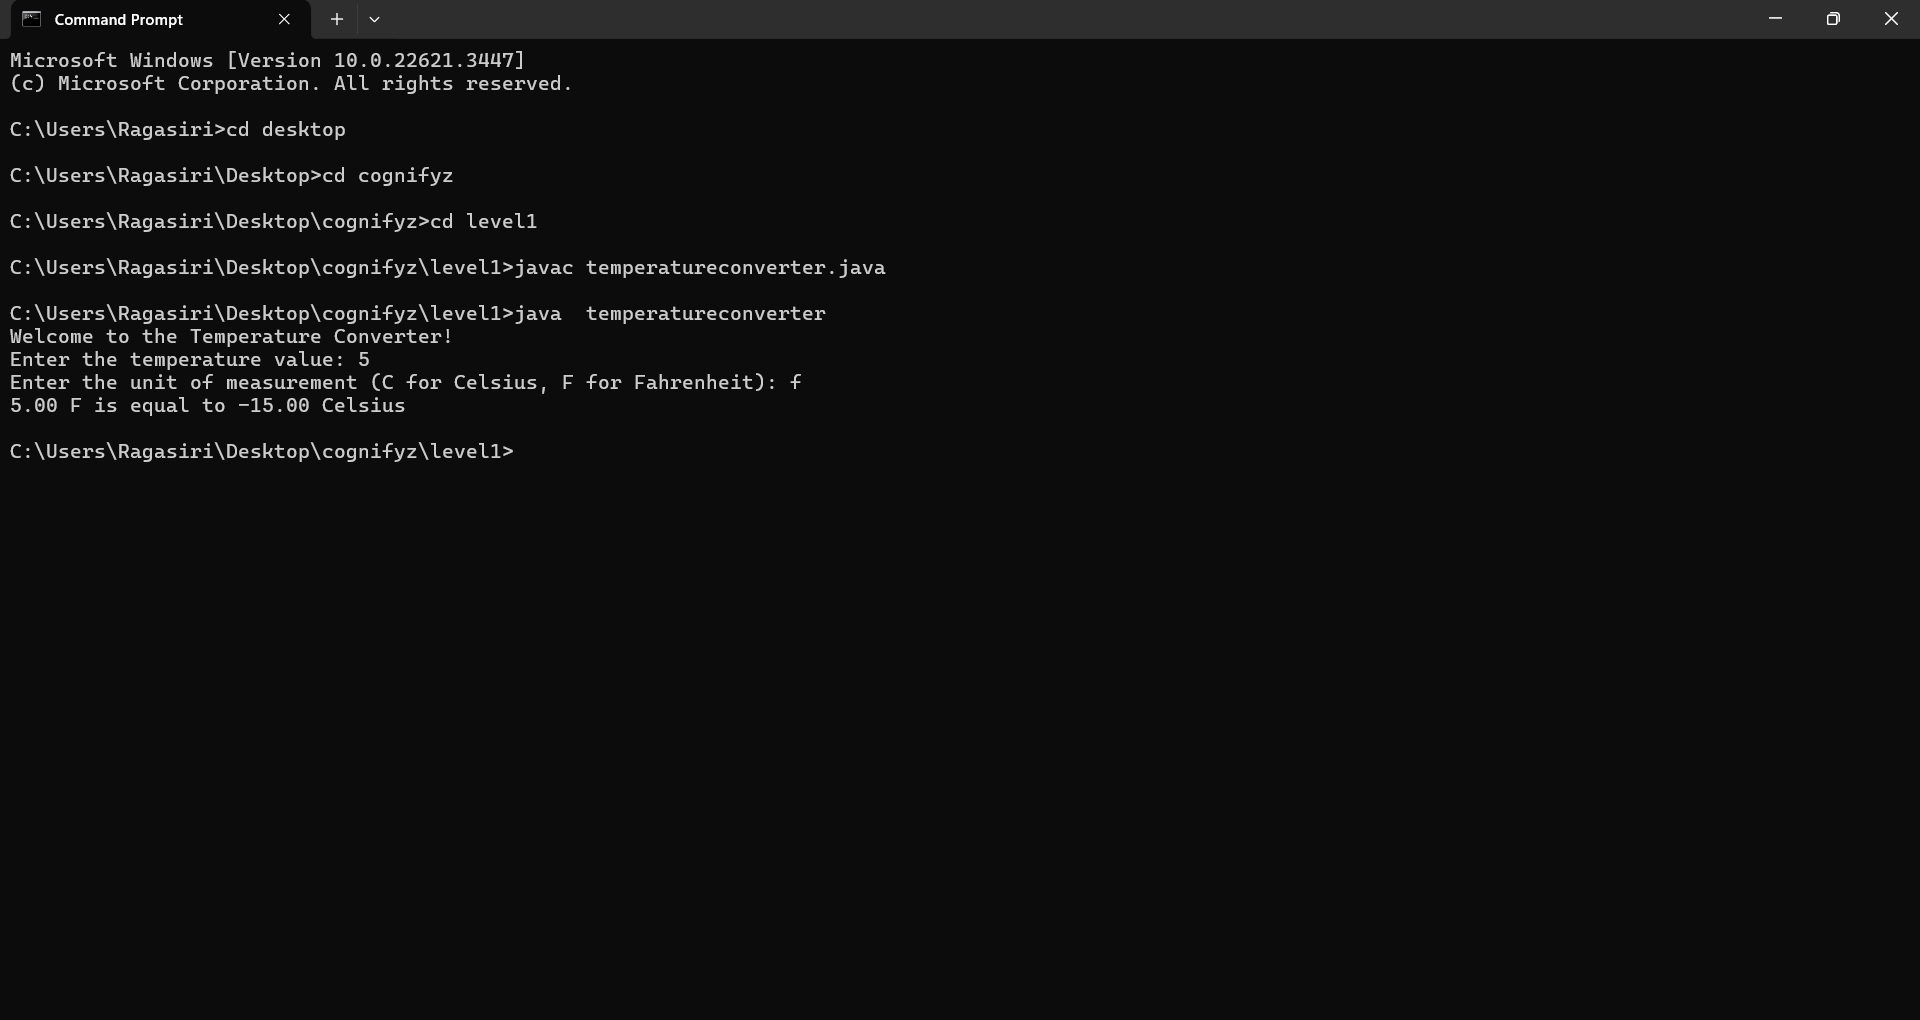 Command Prompt
Microsoft Windows [Version 10.0.22621.3447]
(c) Microsoft Corporation. All rights reserved.
C:\Users\Ragasiri>cd desktop
C:\Users\Ragasiri\Desktop>cd cognifyz
C:\Users\Ragasiri\Desktop\cognifyz>cd level1
C:\Users\Ragasiri\Desktop\cognifyz\level1>javac temperatureconverter.java
C:\Users\Ragasiri\Desktop\cognifyz\level1>java  temperatureconverter
Welcome to the Temperature Converter!
Enter the temperature value: 5
Enter the unit of measurement (C for Celsius, F for Fahrenheit): f
5.00 F is equal to -15.00 Celsius
C:\Users\Ragasiri\Desktop\cognifyz\level1>